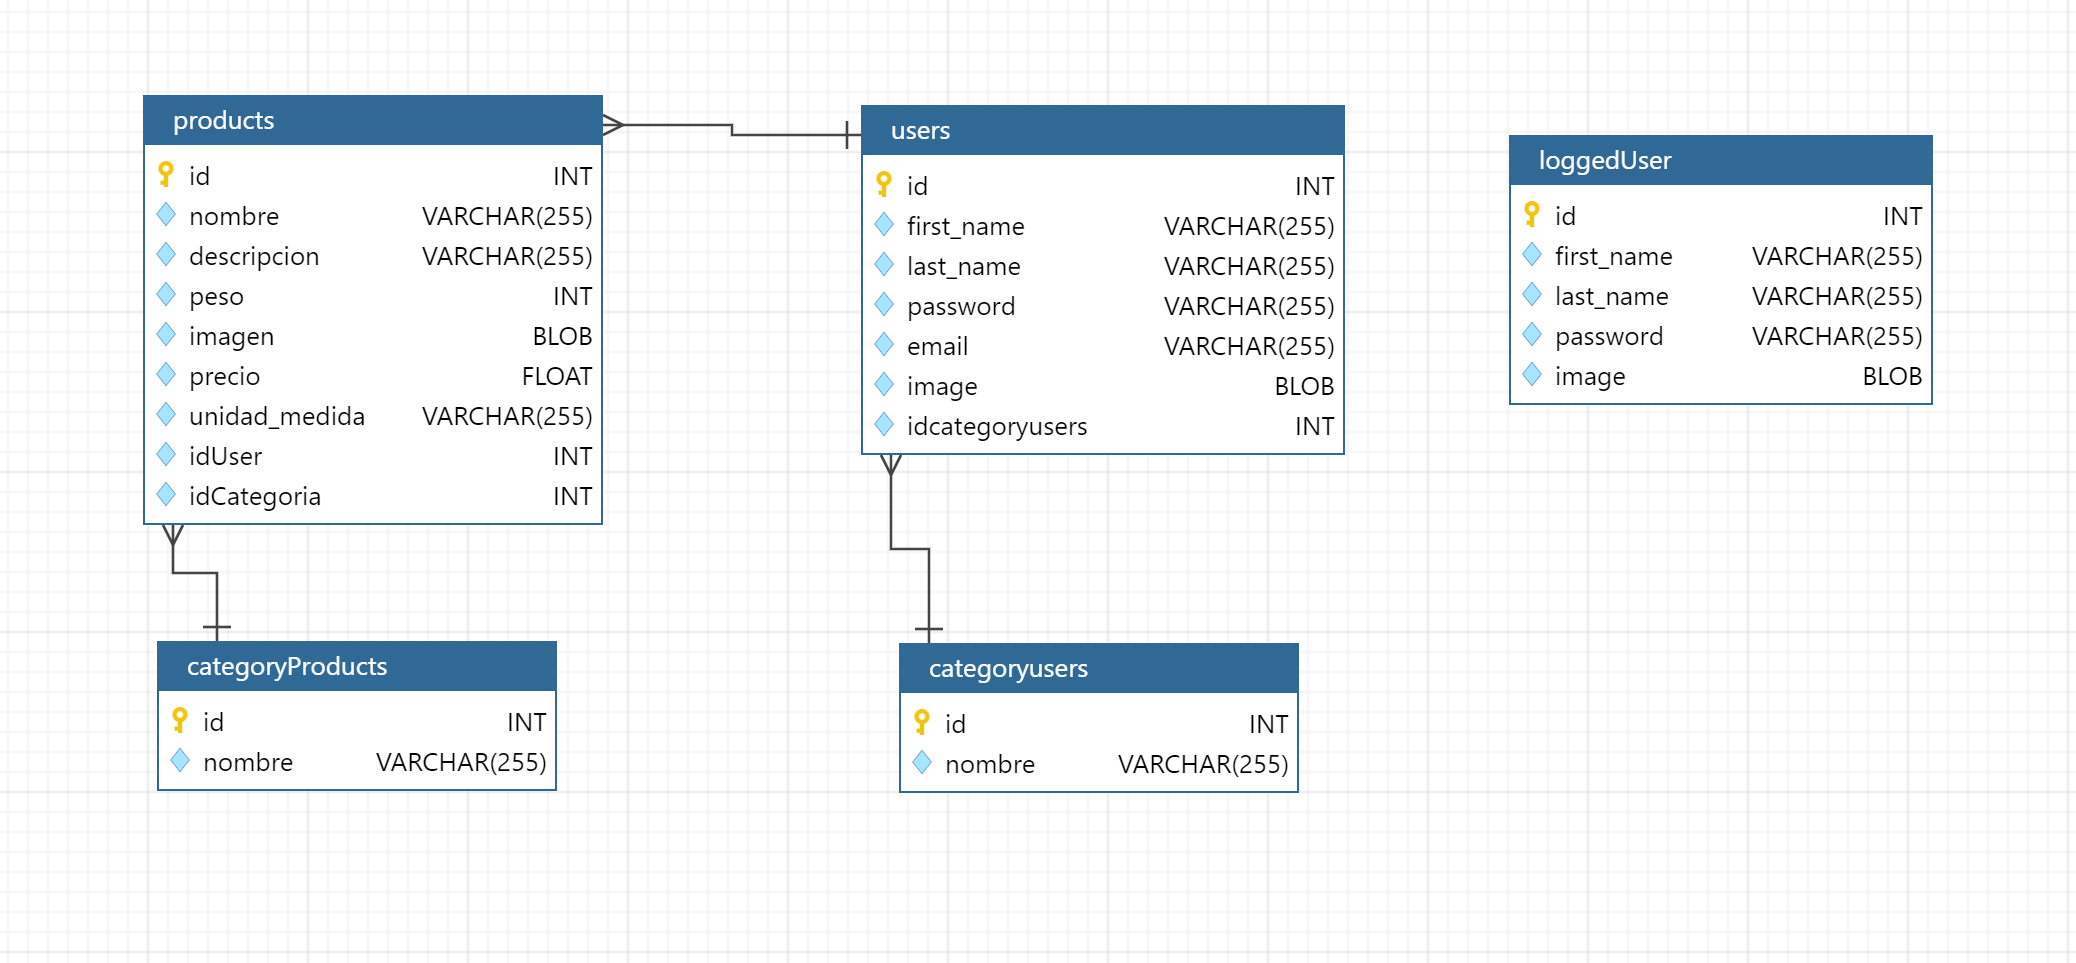 products
id INT
nombre VARCHAR(255)
descripcion VARCHAR(255)
peso INT
imagen BLOB
precio FLOAT
unidad_medida VARCHAR(255)
idUser INT
idCategoria INT
users
id INT
first_name VARCHAR(255)
last_name VARCHAR(255)
password VARCHAR(255)
email VARCHAR(255)
image BLOB
idcategoryusers INT
loggedUser
id INT
first_name VARCHAR(255)
last_name VARCHAR(255)
password VARCHAR(255)
image BLOB
categoryProducts
id INT
nombre VARCHAR(255)
categoryusers
id INT
nombre VARCHAR(255)